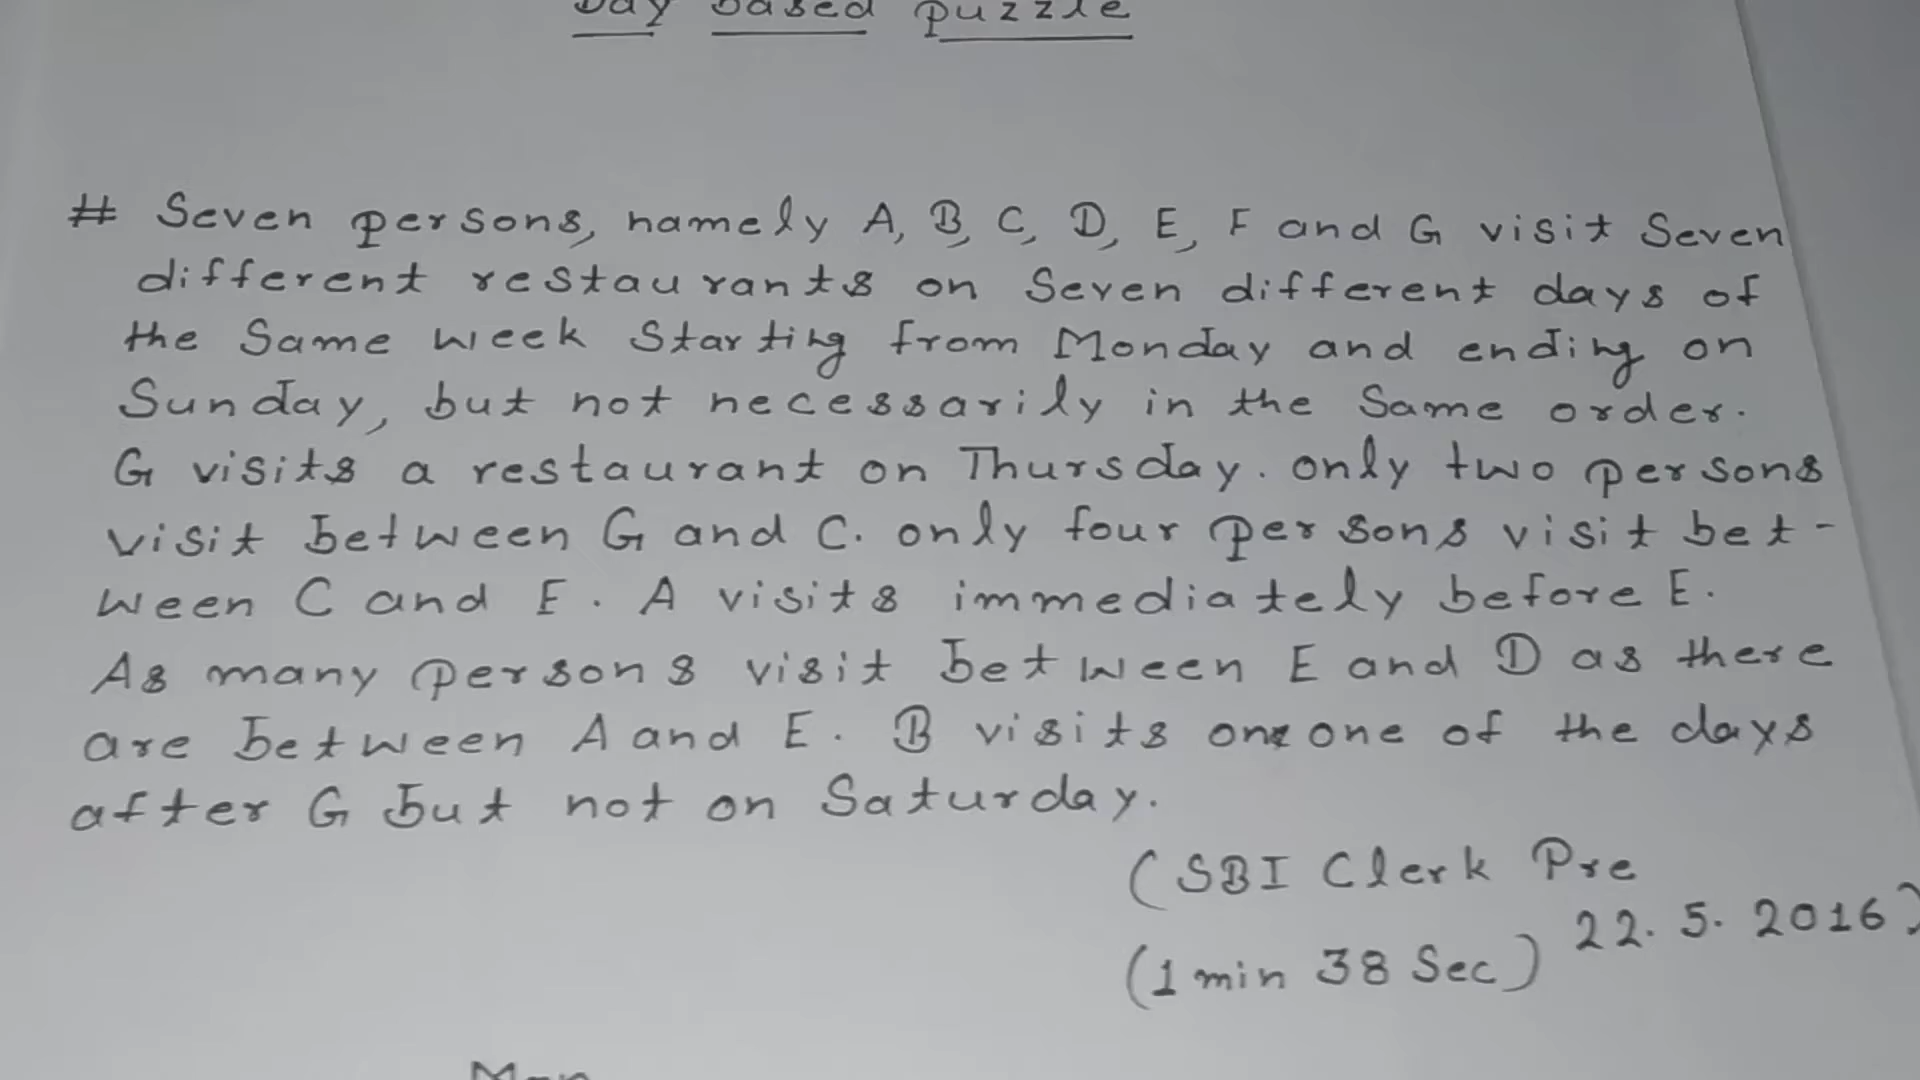 Day based puzzle
# Seven persons, namely A, B, C, D, E, F and G visit Seven
different restaurants on Seven different days of
the Same week Starting from Monday and ending on
Sunday, but not necessarily in the Same order.
G visits a restaurant on Thursday. only two persons
visit between G and C. only four persons visit bet-
ween C and E. A visits immediately before E.
As many persons visit between E and D as there
are between A and E. B visits on one of the days
after G but not on Saturday.
(SBI Clerk Pre
22.5.2016)
(1 min 38 Sec)
Mon